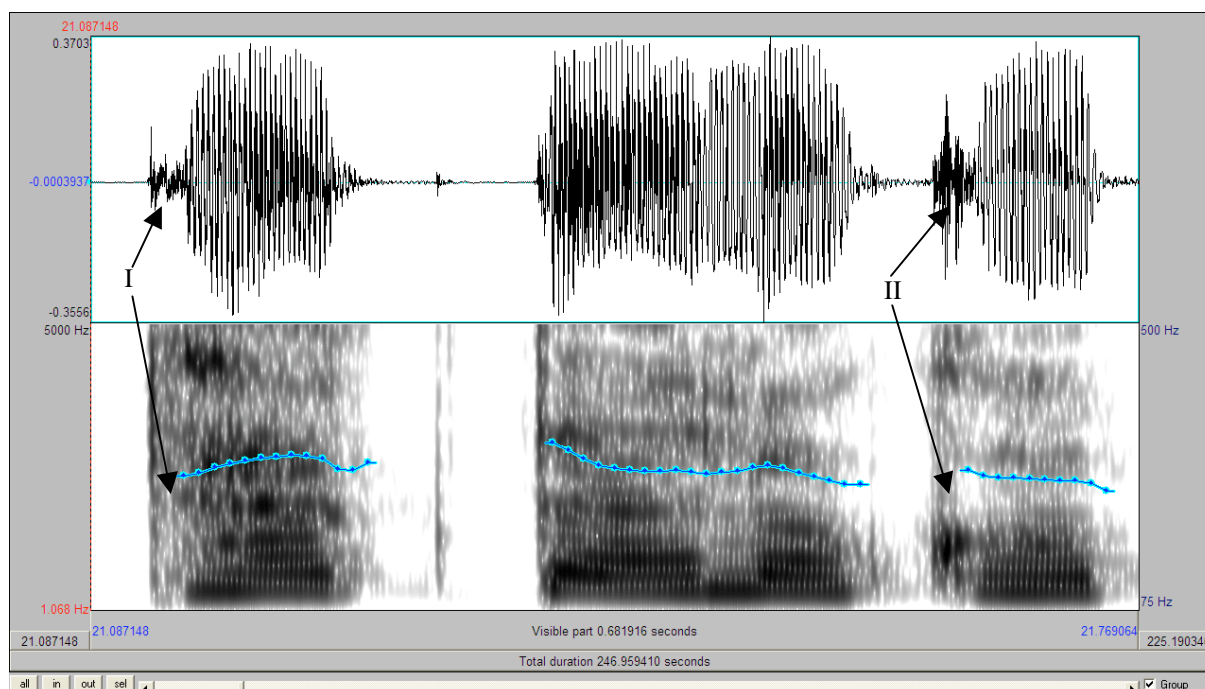 21.087148
0.3703
-0.0003937
I
II
-0.3556
5000 Hz
500 Hz
1.068 Hz
75 Hz
21.087148
Visible part 0.681916 seconds
21.769064
21.087148
225.190346
Total duration 246.959410 seconds
all in out sel
Group